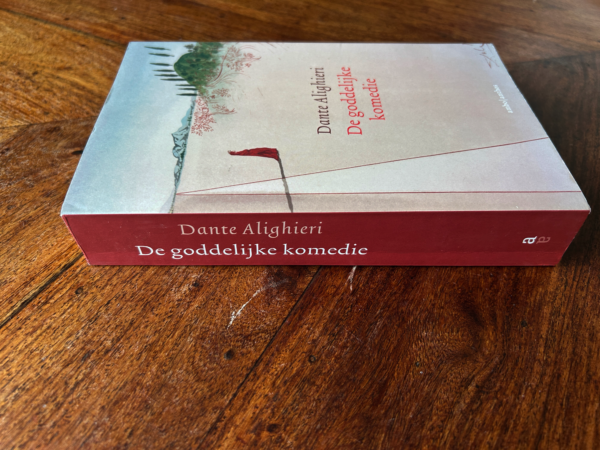 Dante Alighieri
De goddelijke
komedie
Dante Alighieri
De goddelijke komedie
a